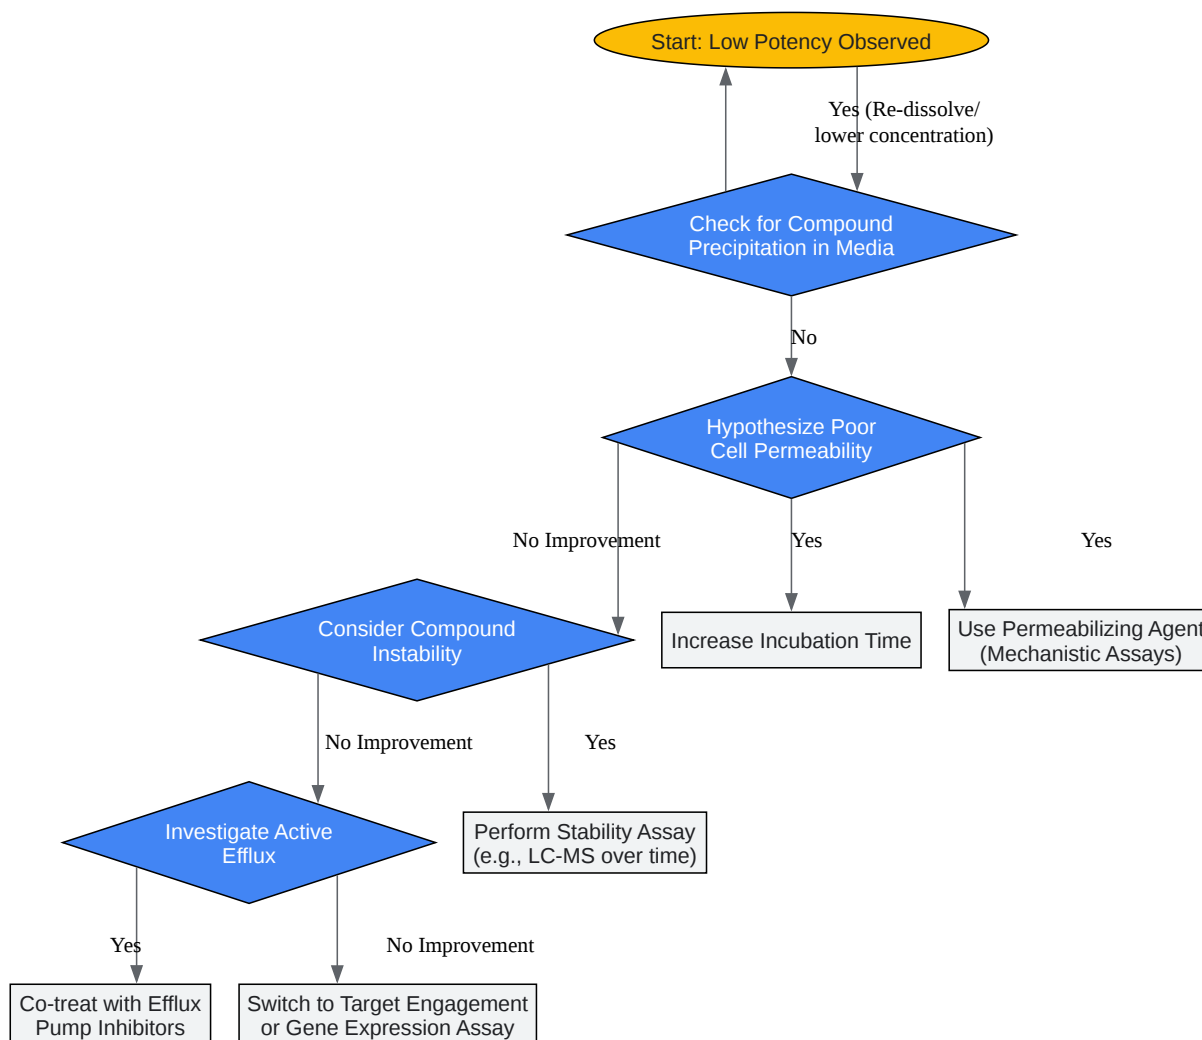 Start: Low Potency Observed
Yes (Re-dissolve/
lower concentration)
Check for Compound
Precipitation in Media
No
Hypothesize Poor
Cell Permeability
No Improvement
Yes
Yes
Consider Compound
Instability
Increase Incubation Time
Use Permeabilizing Agent
(Mechanistic Assays)
No Improvement
Yes
Investigate Active
Efflux
Perform Stability Assay
(e.g., LC-MS over time)
Yes
No Improvement
Co-treat with Efflux
Pump Inhibitors
Switch to Target Engagement
or Gene Expression Assay